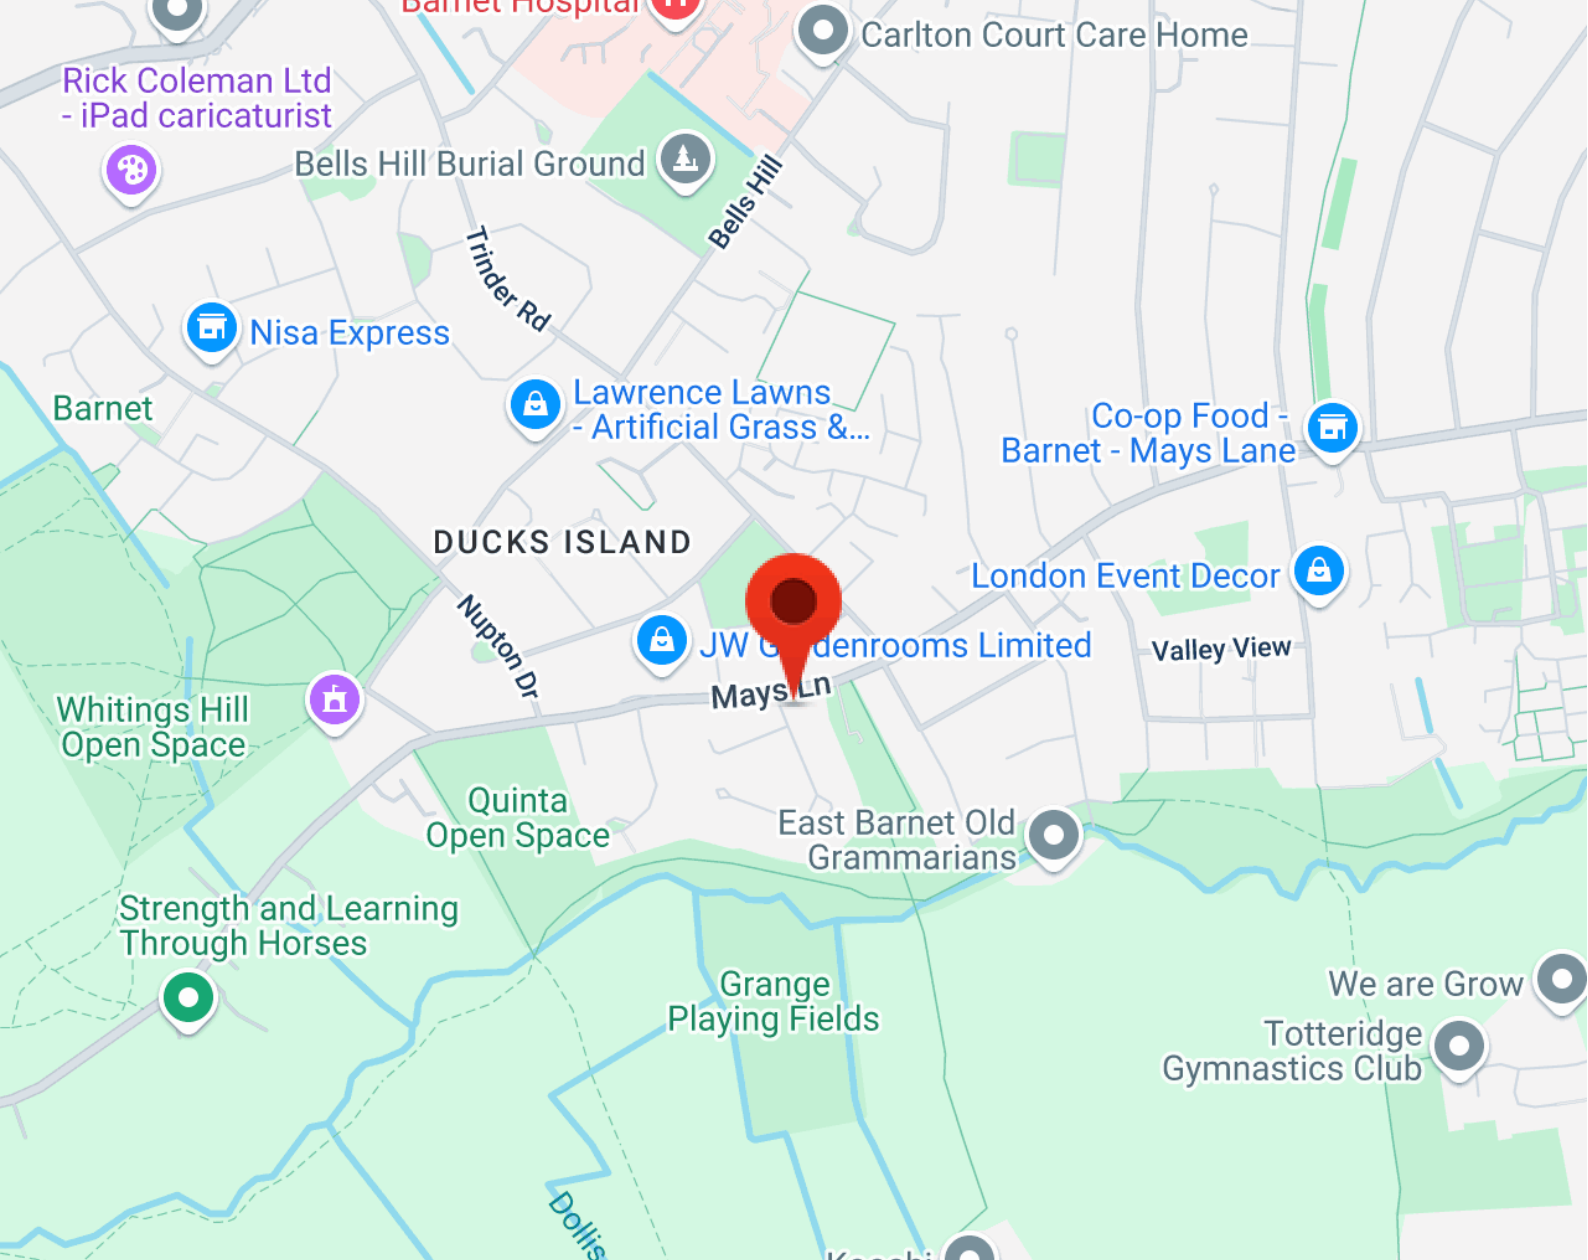 Barnet Hospital
Carlton Court Care Home
Rick Coleman Ltd
- iPad caricaturist
Bells Hill Burial Ground
Bells Hill
Trinder Rd
Nisa Express
Barnet
Lawrence Lawns
- Artificial Grass &...
Co-op Food -
Barnet - Mays Lane
DUCKS ISLAND
London Event Decor
Nupton Dr
JW G denrooms Limited
Valley View
Mays Ln
Whitings Hill
Open Space
Quinta
Open Space
East Barnet Old
Grammarians
Strength and Learning
Through Horses
Grange
Playing Fields
We are Grow
Totteridge
Gymnastics Club
Dollis